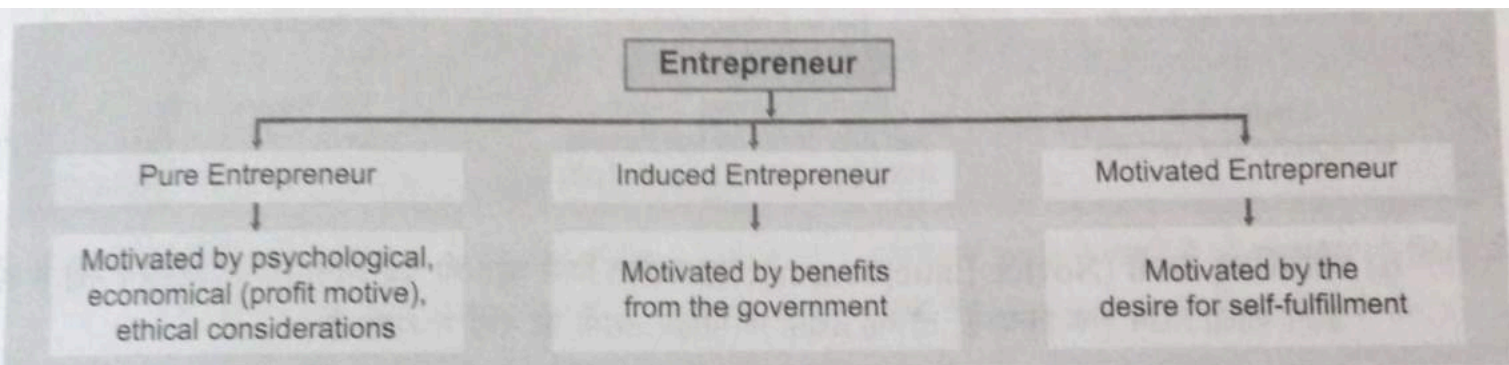 Entrepreneur
Pure Entrepreneur
Induced Entrepreneur
Motivated Entrepreneur
Motivated by psychological,
economical (profit motive),
ethical considerations
Motivated by benefits
from the government
Motivated by the
desire for self-fulfillment